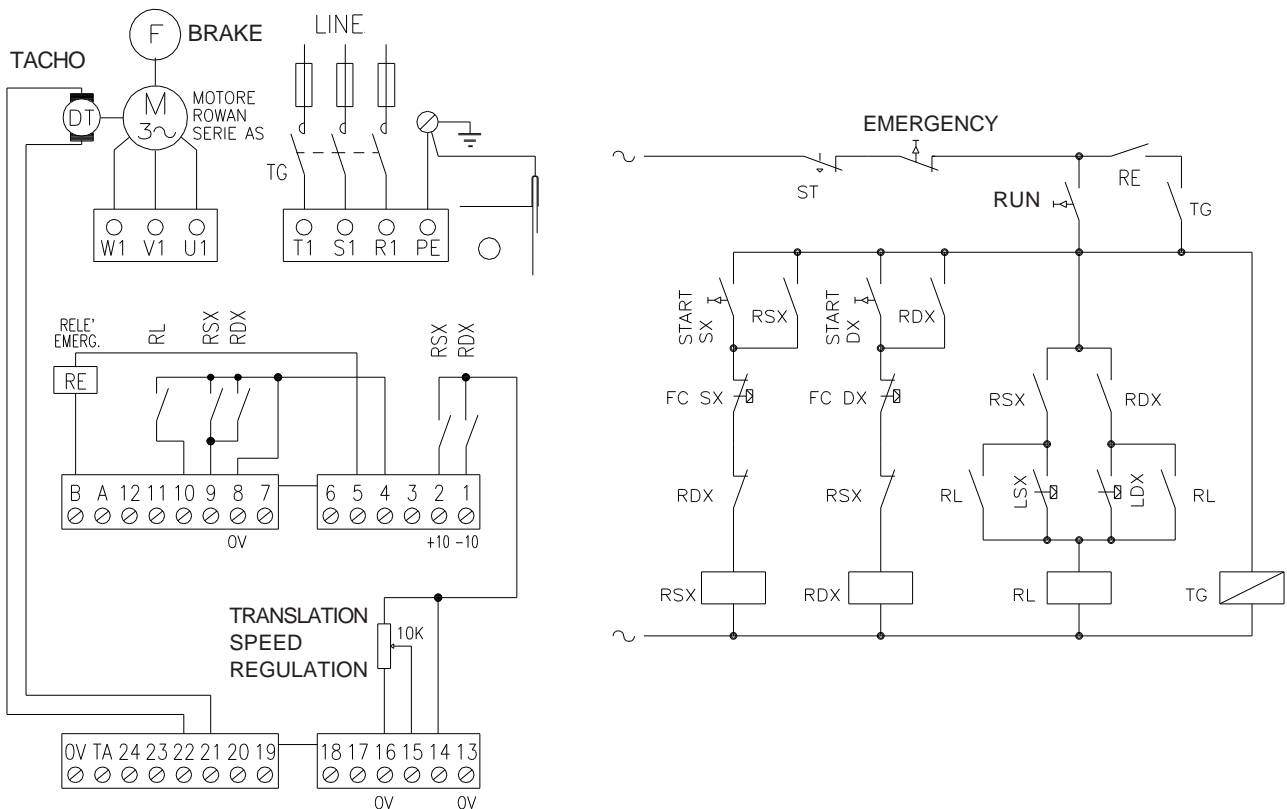 F
BRAKE
LINE
TACHO
DT
M
3~
MOTORE
ROWAN
SERIE AS
TG
W1 V1 U1
T1 S1 R1 PE
RELE'
EMERG.
RE
RL
RSX
RDX
RSX
RDX
B A 12 11 10 9 8 7
6 5 4 3 2 1
0V
+10 -10
TRANSLATION
SPEED
REGULATION
10K
0V TA 24 23 22 21 20 19
18 17 16 15 14 13
0V
0V
~
EMERGENCY
ST
RE
RUN
TG
START
SX
RSX
START
DX
RDX
FC SX
FC DX
RSX
RDX
RDX
RSX
RL
LSX
LDX
RL
RSX
RDX
RL
TG
~